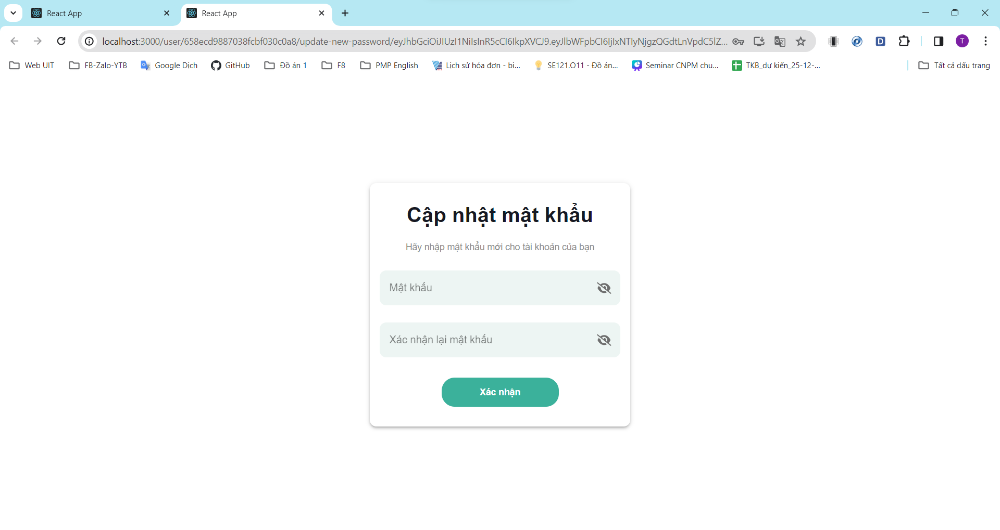 React App
React App
localhost:3000/user/658ecd9887038fcbf030c0a8/update-new-password/eyJhbGciOiJIUzI1NiIsInR5cCI6IkpXVCJ9.eyJlbWFpbCI6IjIxNTIyNjgzQGdtLnVpdC5lZ...
T
Web UIT
FB-Zalo-YTB
Google Dịch
GitHub
Đồ án 1
F8
PMP English
Lịch sử hóa đơn - bi...
SE121.O11 - Đồ án...
Seminar CNPM chu...
TKB_dự kiến_25-12-...
Tất cả dấu trang
Cập nhật mật khẩu
Hãy nhập mật khẩu mới cho tài khoản của bạn
Mật khấu
Xác nhận lại mật khấu
Xác nhận